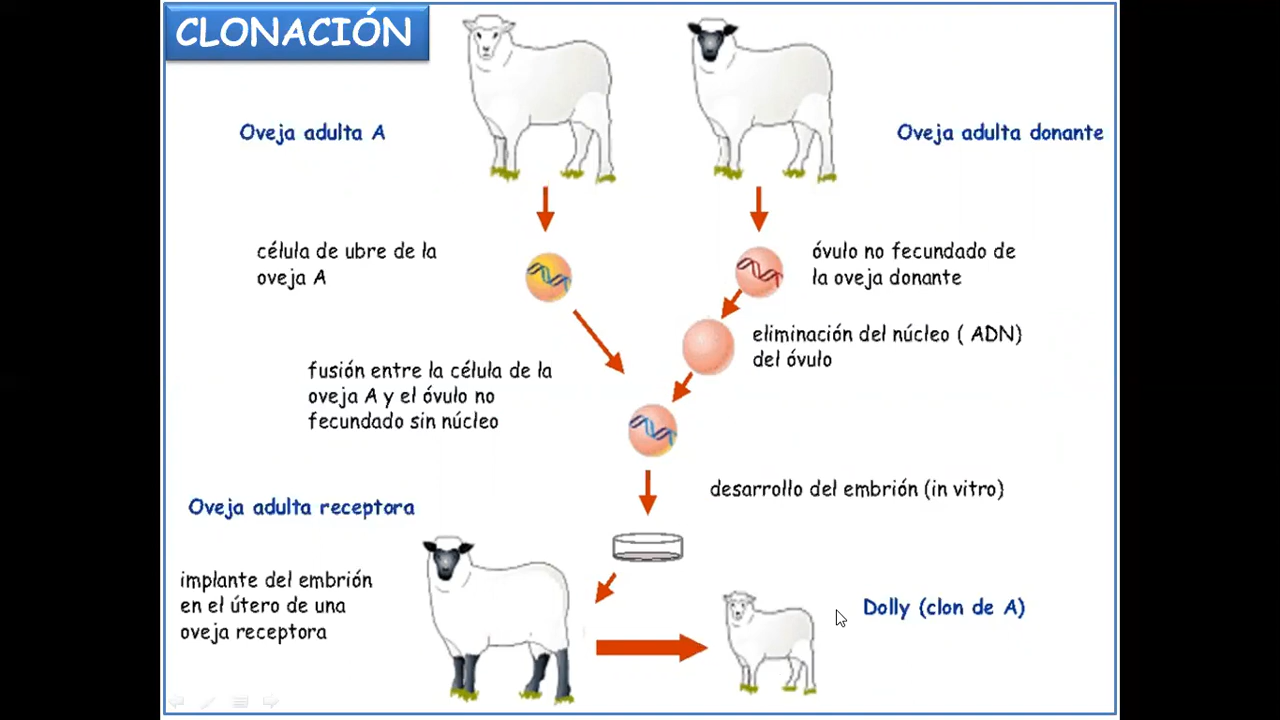 CLONACIÓN
Oveja adulta A
Oveja adulta donante
célula de ubre de la
oveja A
óvulo no fecundado de
la oveja donante
eliminación del núcleo ( ADN)
del óvulo
fusión entre la célula de la
oveja A y el óvulo no
fecundado sin núcleo
desarrollo del embrión (in vitro)
Oveja adulta receptora
implante del embrión
en el útero de una
oveja receptora
Dolly (clon de A)